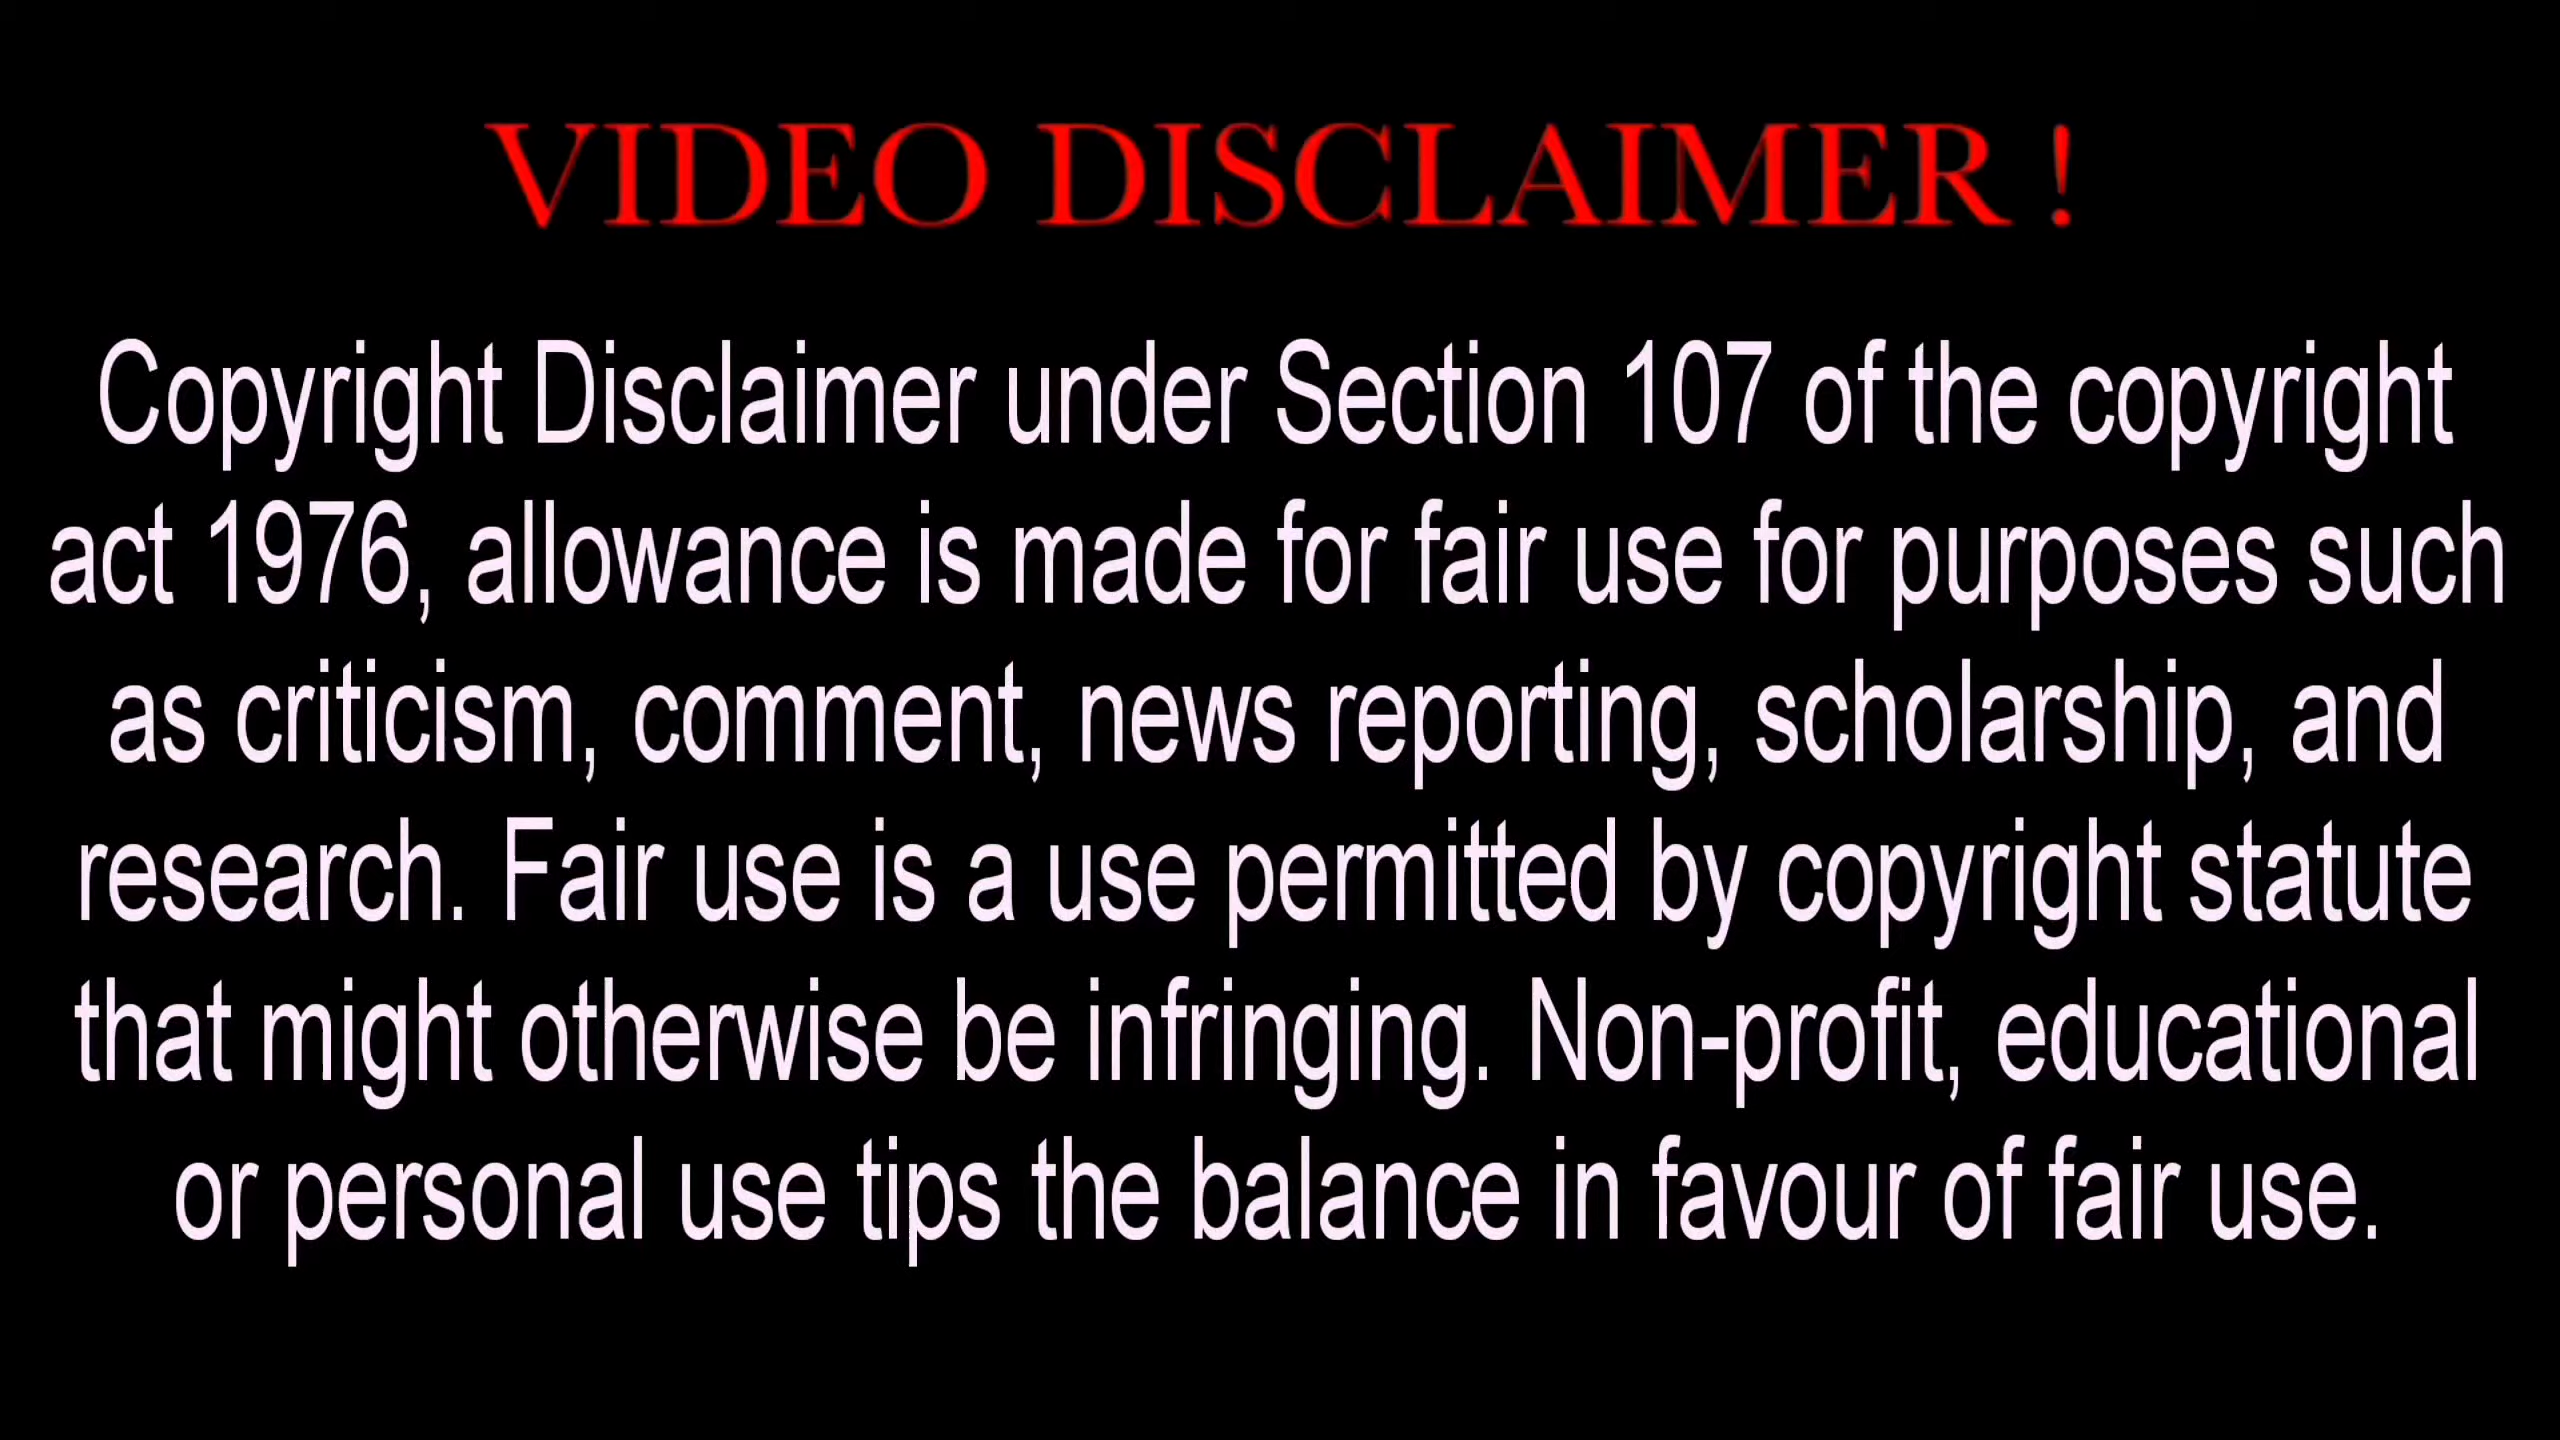 VIDEO DISCLAIMER !
Copyright Disclaimer under Section 107 of the copyright
act 1976, allowance is made for fair use for purposes such
as criticism, comment, news reporting, scholarship, and
research. Fair use is a use permitted by copyright statute
that might otherwise be infringing. Non-profit, educational
or personal use tips the balance in favour of fair use.